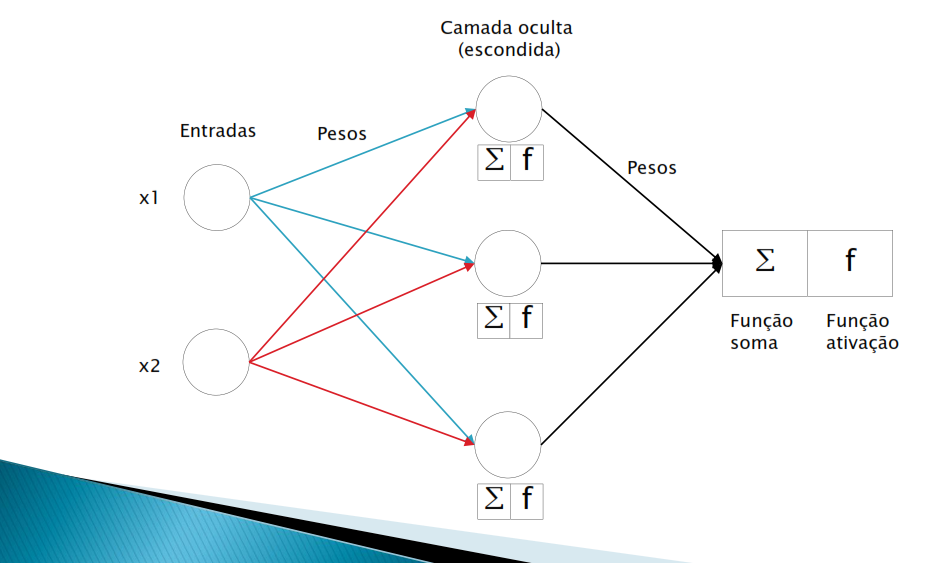 Camada oculta
(escondida)
Entradas
Pesos
Σ f
Pesos
x1
Σ f
Σ f
Função
soma
Função
ativação
x2
Σ f